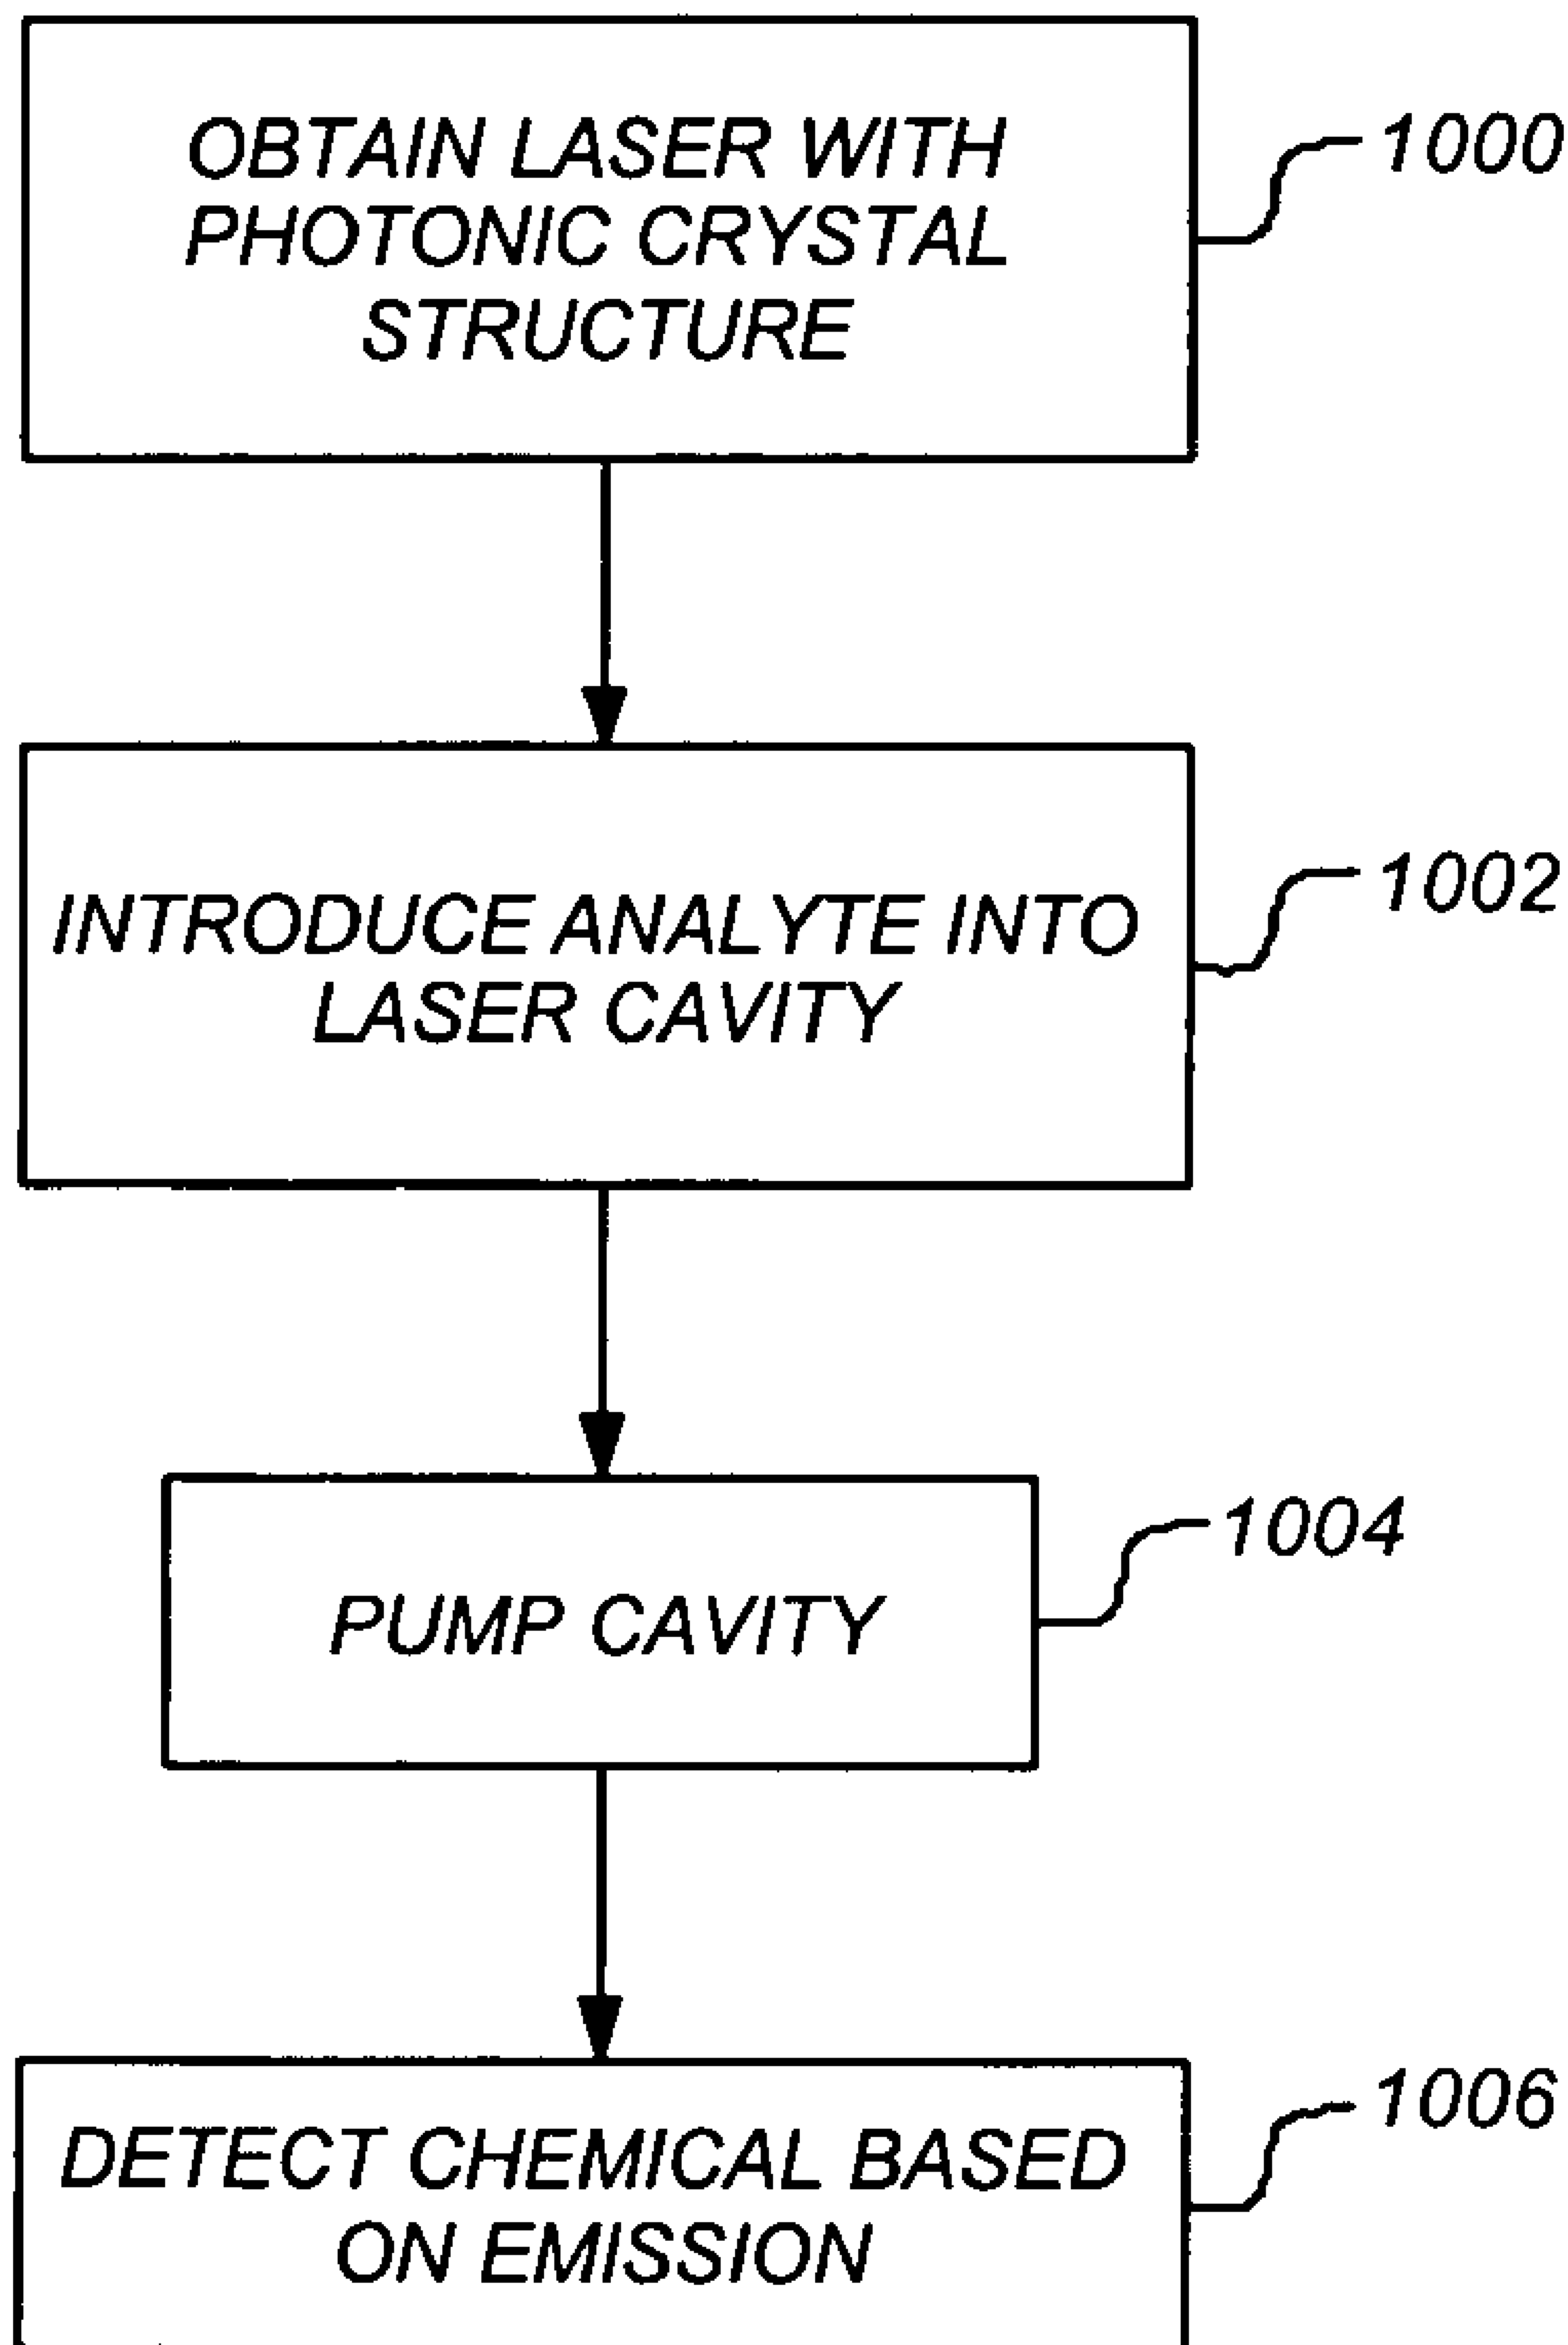 OBTAIN LASER WITH
PHOTONIC CRYSTAL
STRUCTURE
1000
INTRODUCE ANALYTE INTO
LASER CAVITY
1002
PUMP CAVITY
1004
DETECT CHEMICAL BASED
ON EMISSION
1006